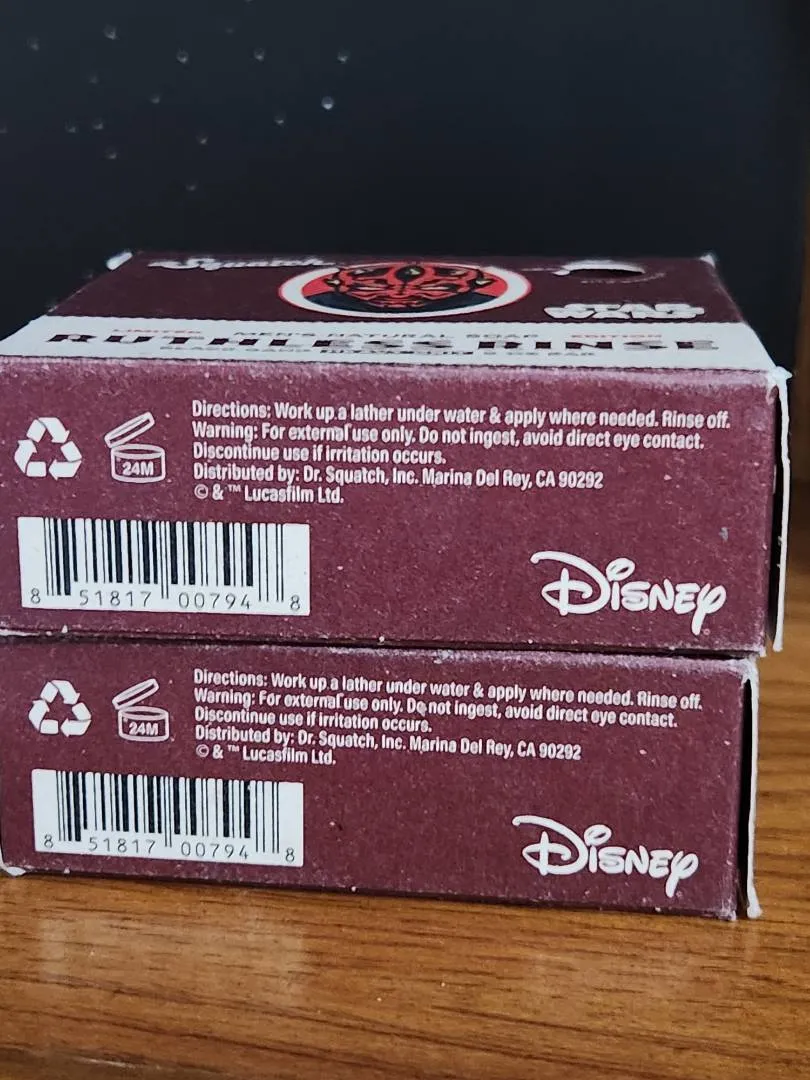 Squatch
STAR
WARS
LIMITED MEN'S NATURAL SOAP EDITION
RUTHLESS RINSE
5 OZ BAR
24M
Directions: Work up a lather under water & apply where needed. Rinse off.
Warning: For external use only. Do not ingest, avoid direct eye contact.
Discontinue use if irritation occurs.
Distributed by: Dr. Squatch, Inc. Marina Del Rey, CA 90292
© & ™ Lucasfilm Ltd.
8 51817 00794 8
Disney
24M
Directions: Work up a lather under water & apply where needed. Rinse off.
Warning: For external use only. Do not ingest, avoid direct eye contact.
Discontinue use if irritation occurs.
Distributed by: Dr. Squatch, Inc. Marina Del Rey, CA 90292
© & ™ Lucasfilm Ltd.
8 51817 00794 8
Disney